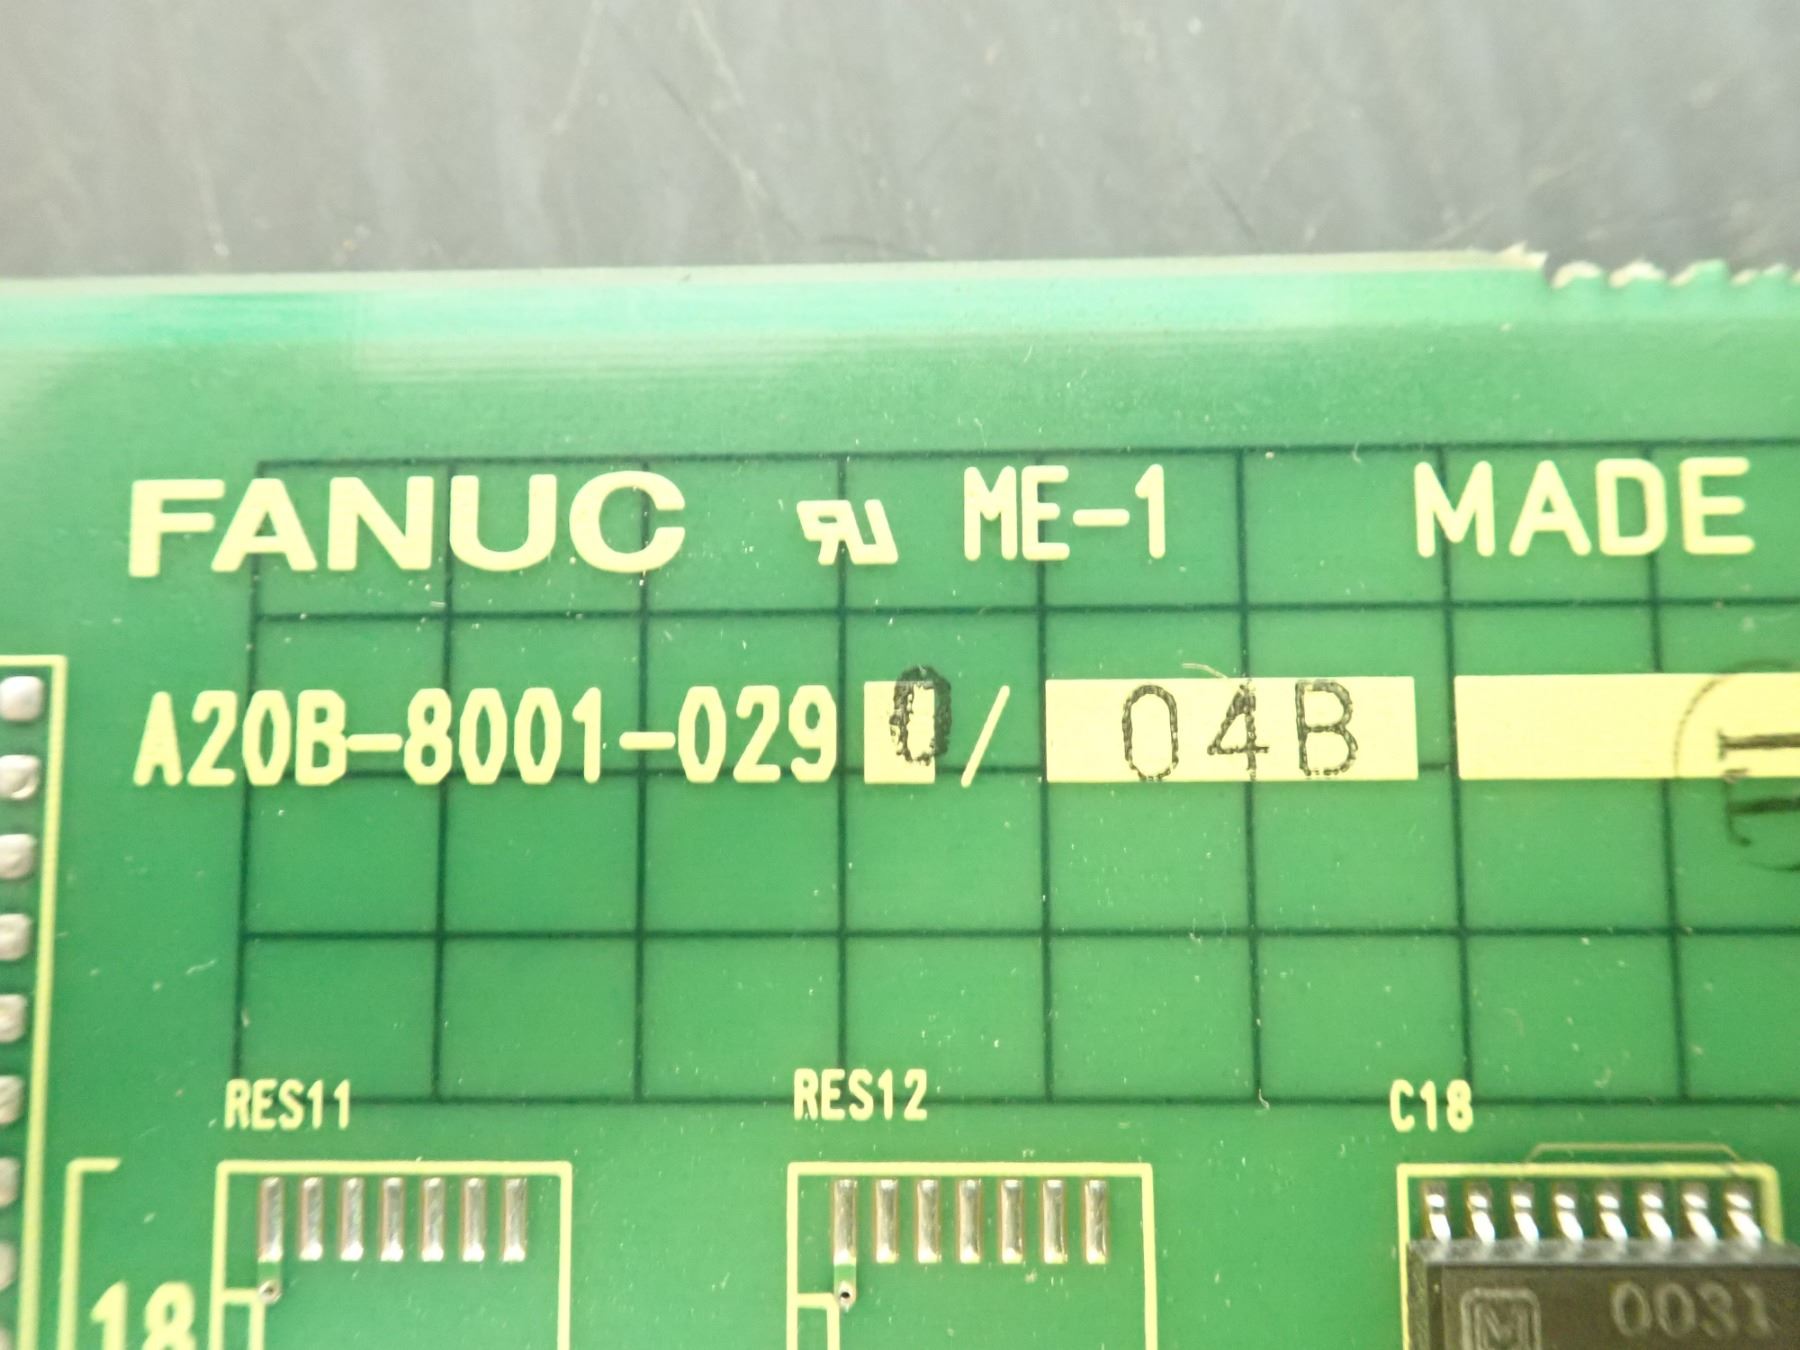 FANUC ME-1 MADE
A20B-8001-0290/ 04B
RES11 RES12 C18
18
M 0031